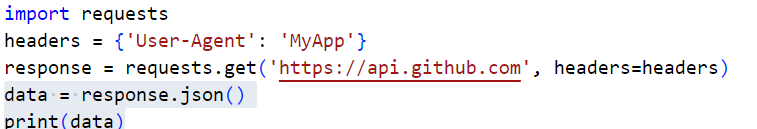 import requests
headers = {'User-Agent': 'MyApp'}
response = requests.get('https://api.github.com', headers=headers)
data = response.json()
print(data)